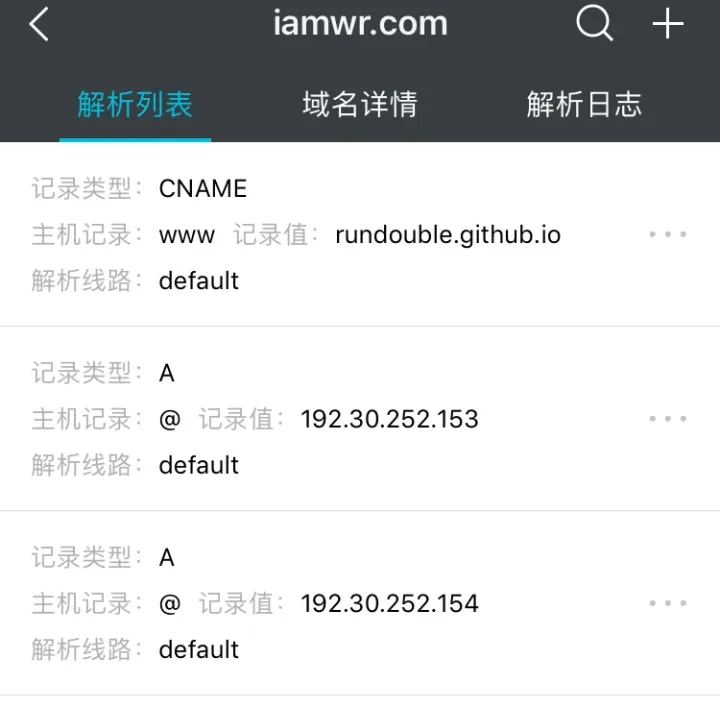 iamwr.com
解析列表 域名详情 解析日志
记录类型： CNAME
主机记录： www 记录值： rundouble.github.io
解析线路： default
记录类型： A
主机记录： @ 记录值： 192.30.252.153
解析线路： default
记录类型： A
主机记录： @ 记录值： 192.30.252.154
解析线路： default